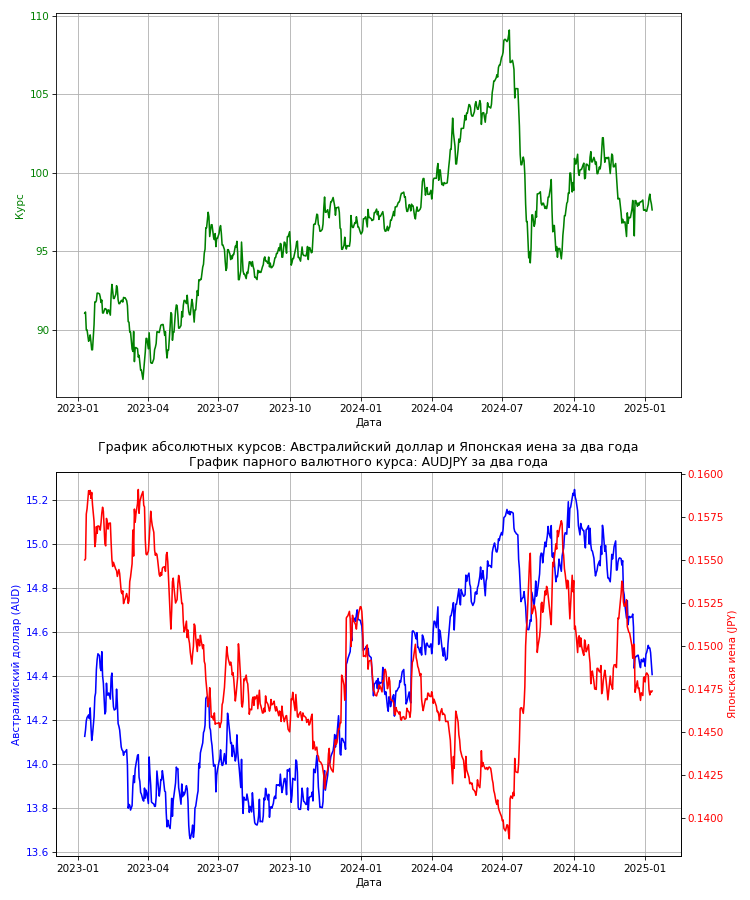 110
105
100
95
90
Курс
2023-01 2023-04 2023-07 2023-10 2024-01 2024-04 2024-07 2024-10 2025-01
Дата
График абсолютных курсов: Австралийский доллар и Японская иена за два года
График парного валютного курса: AUDJPY за два года
15.2
15.0
14.8
14.6
14.4
14.2
14.0
13.8
13.6
Австралийский доллар (AUD)
0.1600
0.1575
0.1550
0.1525
0.1500
0.1475
0.1450
0.1425
0.1400
Японская иена (JPY)
2023-01 2023-04 2023-07 2023-10 2024-01 2024-04 2024-07 2024-10 2025-01
Дата